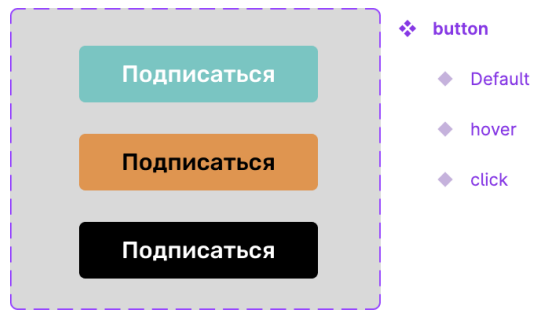 Подписаться
Подписаться
Подписаться
button
Default
hover
click